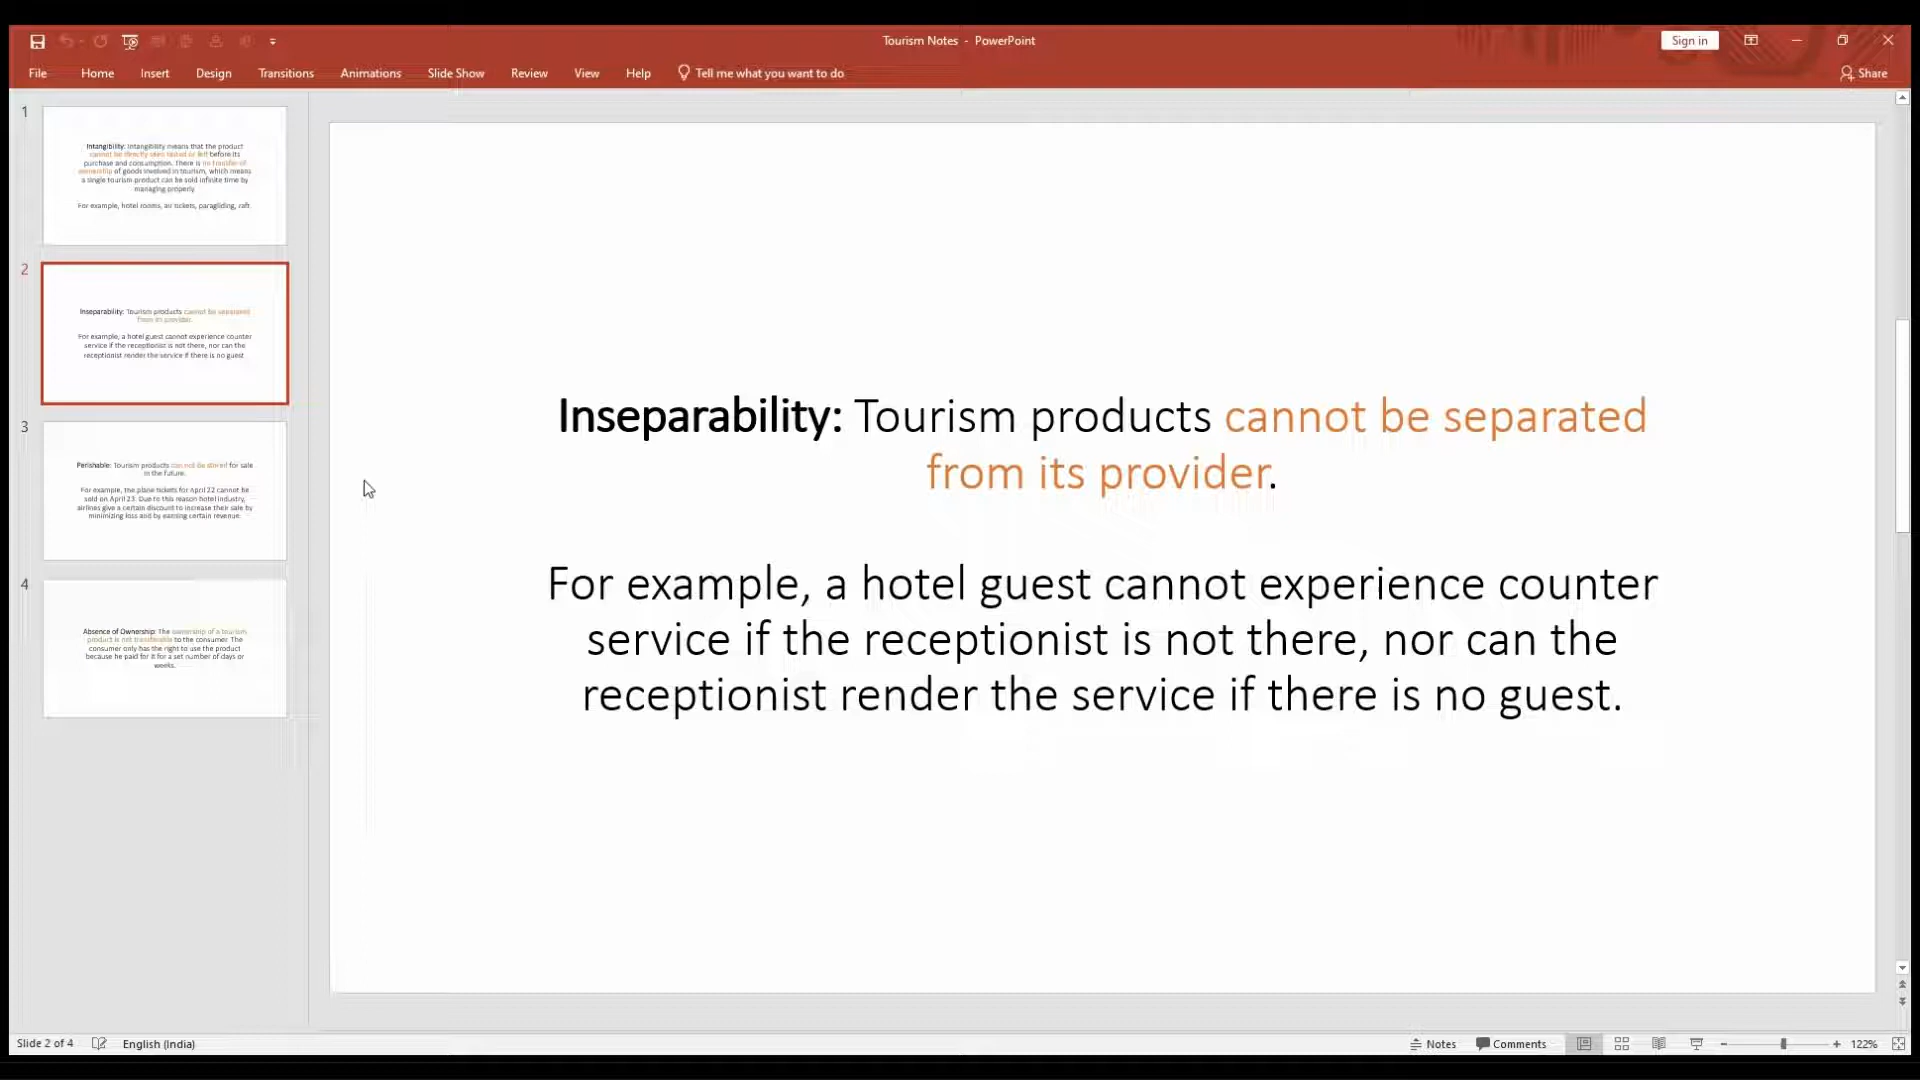 Tourism Notes - PowerPoint
Sign in
File Home Insert Design Transitions Animations Slide Show Review View Help Tell me what you want to do
Share
1
Intangibility: Intangibility means that the product
cannot be directly seen tasted or felt before its
purchase and consumption. There is no transfer of
ownership of goods involved in tourism, which means
a single tourism product can be sold infinite time by
managing properly.
For example, hotel rooms, air tickets, paragliding, raft
2
Inseparability: Tourism products cannot be separated
from its provider.
For example, a hotel guest cannot experience counter
service if the receptionist is not there, nor can the
receptionist render the service if there is no guest
3
Perishable: Tourism products cannot be stored for sale
in the future.
For example, the plane tickets for April 22 cannot be
sold on April 23. Due to this reason hotel industry,
airlines give a certain discount to increase their sale by
minimizing loss and by earning certain revenue.
4
Absence of Ownership: The ownership of a tourism
product is not transferable to the consumer. The
consumer only has the right to use the product
because he paid for it for a set number of days or
weeks.
Inseparability: Tourism products cannot be separated
from its provider.
For example, a hotel guest cannot experience counter
service if the receptionist is not there, nor can the
receptionist render the service if there is no guest.
Slide 2 of 4 English (India)
Notes Comments 122%